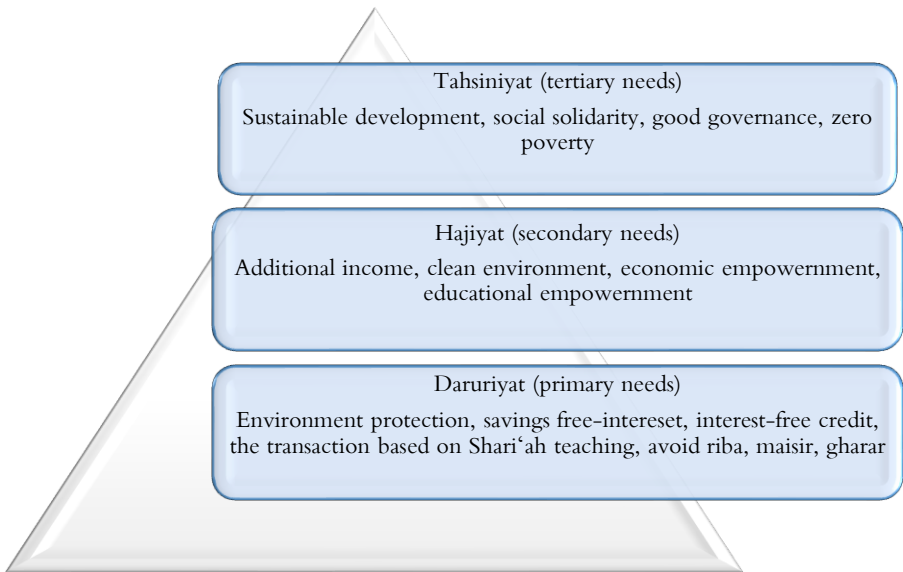 Tahsiniyat (tertiary needs)
Sustainable development, social solidarity, good governance, zero
poverty
Hajiyat (secondary needs)
Additional income, clean environment, economic empowernment,
educational empowernment
Daruriyat (primary needs)
Environment protection, savings free-intereset, interest-free credit,
the transaction based on Shari‘ah teaching, avoid riba, maisir, gharar